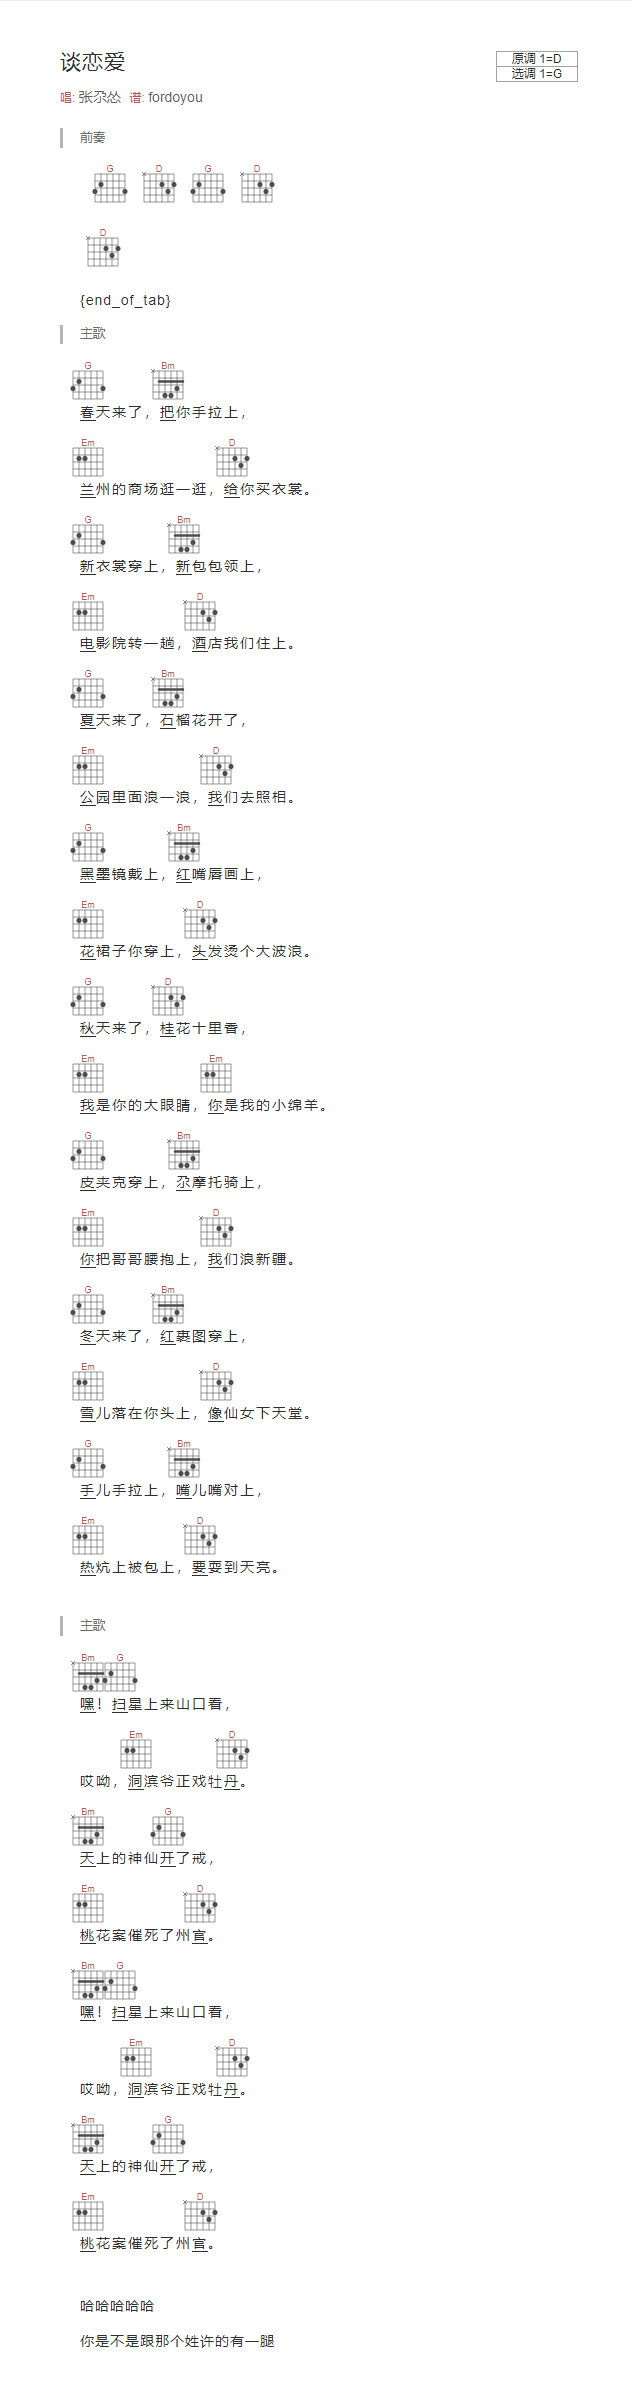 谈恋爱
原调 1=D
选调 1=G
唱: 张尕怂 谱: fordoyou
前奏
G D G D
D
{end_of_tab}
主歌
G Bm
春天来了，把你手拉上，
Em D
兰州的商场逛一逛，给你买衣裳。
G Bm
新衣裳穿上，新包包领上，
Em D
电影院转一趟，酒店我们住上。
G Bm
夏天来了，石榴花开了，
Em D
公园里面浪一浪，我们去照相。
G Bm
黑墨镜戴上，红嘴唇画上，
Em D
花裙子你穿上，头发烫个大波浪。
G D
秋天来了，桂花十里香，
Em Em
我是你的大眼睛，你是我的小绵羊。
G Bm
皮夹克穿上，尕摩托骑上，
Em D
你把哥哥腰抱上，我们浪新疆。
G Bm
冬天来了，红裹图穿上，
Em D
雪儿落在你头上，像仙女下天堂。
G Bm
手儿手拉上，嘴儿嘴对上，
Em D
热炕上被包上，要耍到天亮。
主歌
Bm G
嘿！扫星上来山口看，
Em D
哎呦，洞滨爷正戏牡丹。
Bm G
天上的神仙开了戒，
Em D
桃花案催死了州官。
Bm G
嘿！扫星上来山口看，
Em D
哎呦，洞滨爷正戏牡丹。
Bm G
天上的神仙开了戒，
Em D
桃花案催死了州官。
哈哈哈哈哈
你是不是跟那个姓许的有一腿